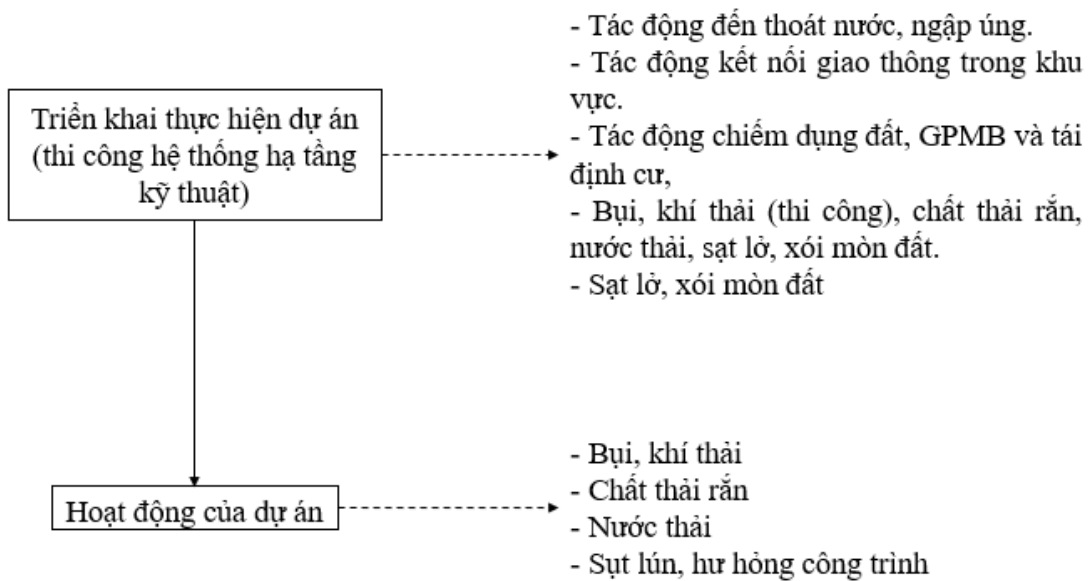 Triển khai thực hiện dự án
(thi công hệ thống hạ tầng
kỹ thuật)
- Tác động đến thoát nước, ngập úng.
- Tác động kết nối giao thông trong khu
vực.
- Tác động chiếm dụng đất, GPMB và tái
định cư,
- Bụi, khí thải (thi công), chất thải rắn,
nước thải, sạt lở, xói mòn đất.
- Sạt lở, xói mòn đất
Hoạt động của dự án
- Bụi, khí thải
- Chất thải rắn
- Nước thải
- Sụt lún, hư hỏng công trình